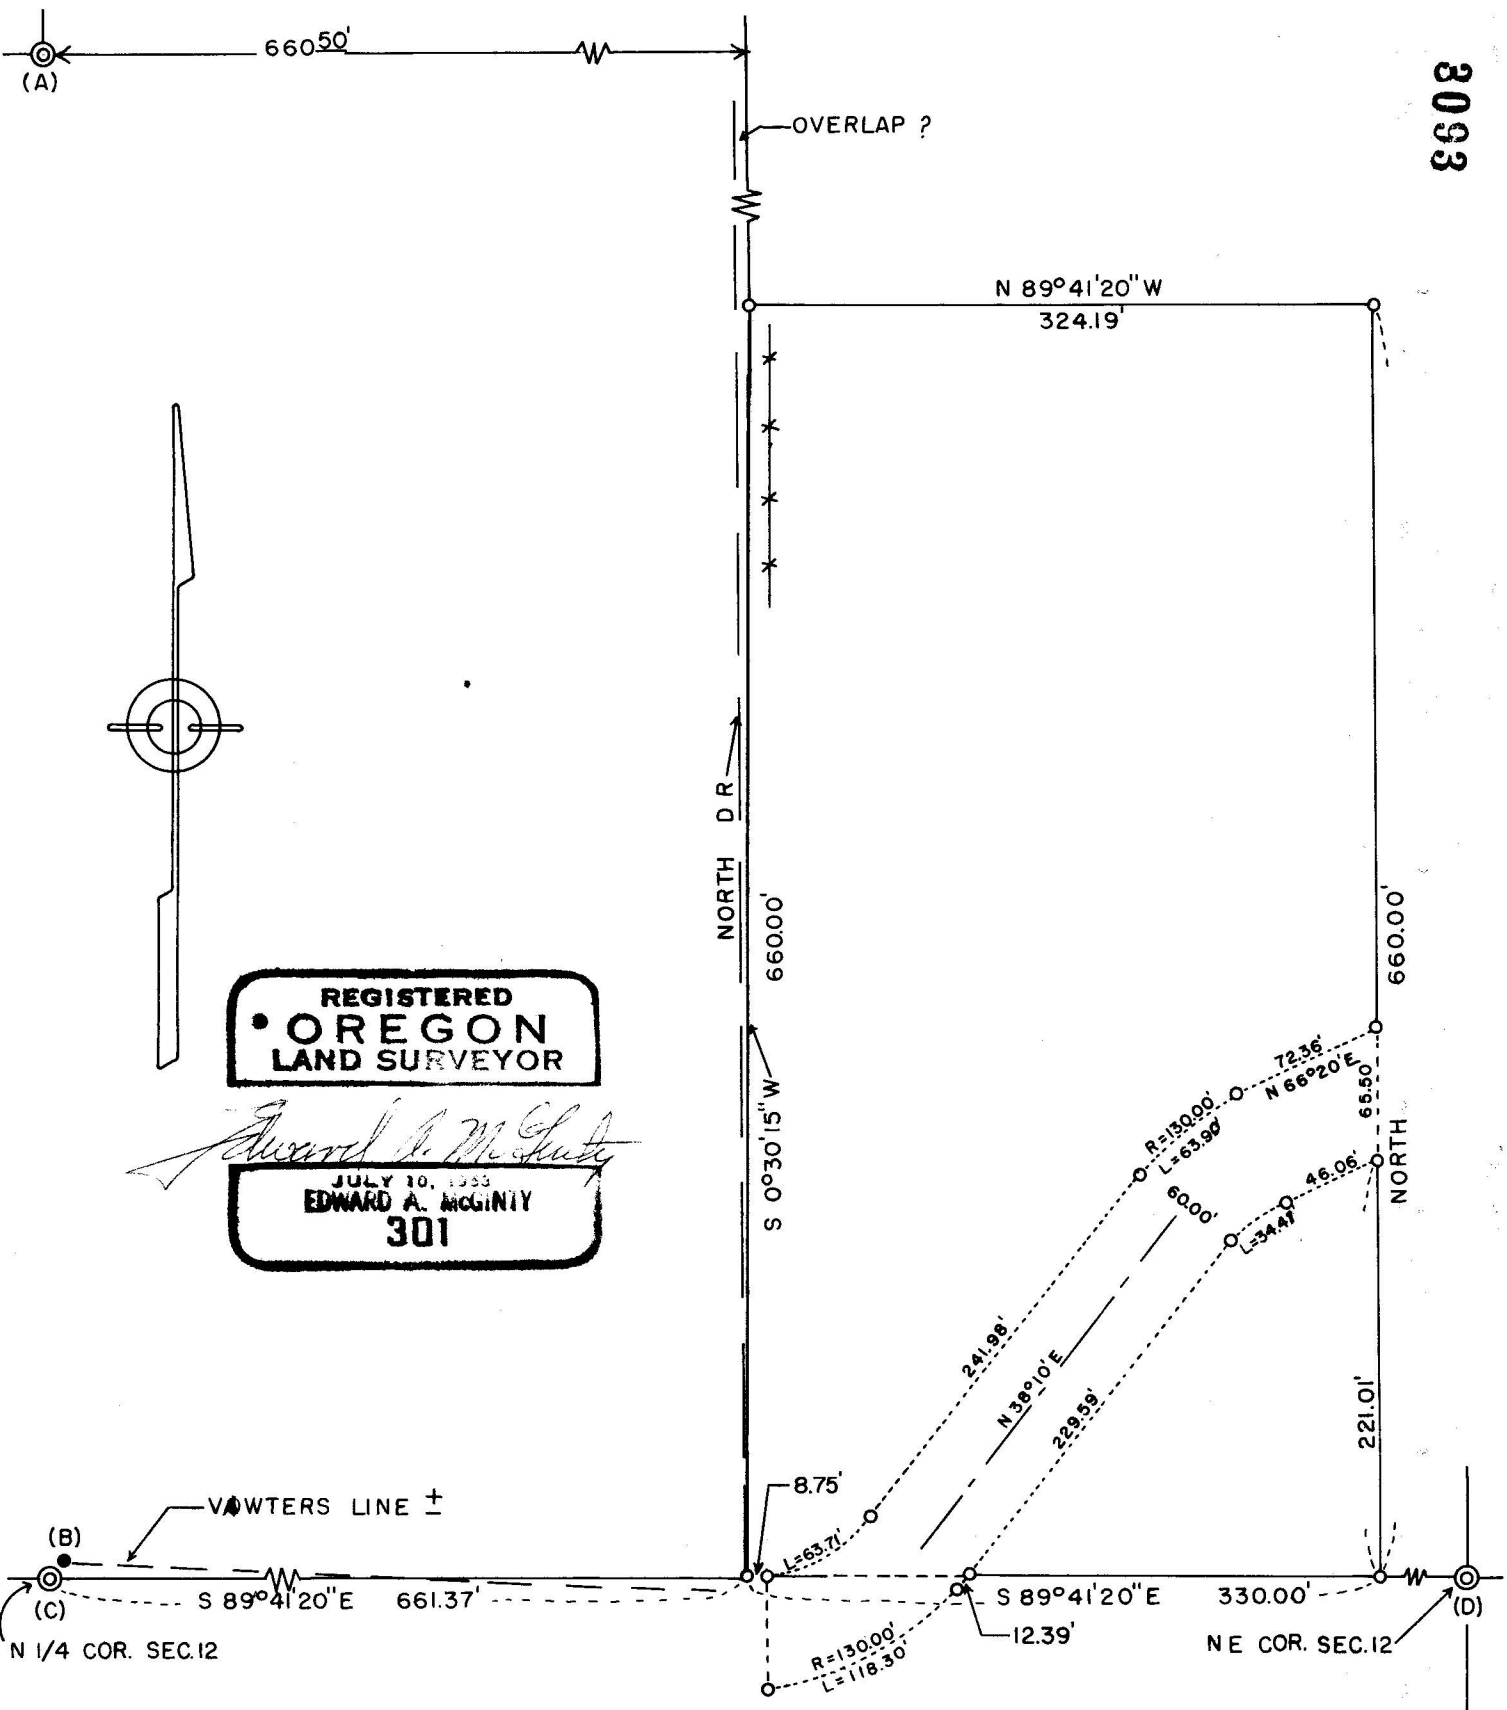 660.50'
(A)
3093
OVERLAP ?
N 89°41'20" W
324.19'
NORTH DR
660.00'
S 0°30'15" W
660.00'
REGISTERED
OREGON
LAND SURVEYOR
Edward A. McGinty
JULY 10,
EDWARD A. McGINTY
301
72.36'
N 66°20' E
65.50
R=130.00'
L=63.90'
NORTH
46.06'
60.00'
L=34.41'
241.98'
N 38°10' E
229.59'
221.01'
8.75'
VAWTERS LINE ±
(B)
L=63.71'
(C)
S 89°41'20" E 661.37'
S 89°41'20" E 330.00'
(D)
N 1/4 COR. SEC.12
12.39'
R=130.00'
L=118.30'
NE COR. SEC.12